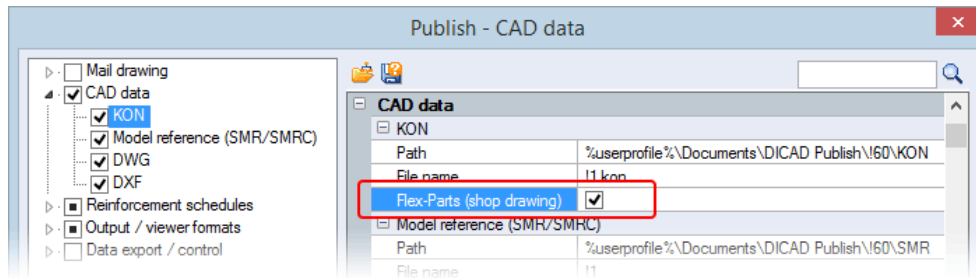 Publish - CAD data
Mail drawing
CAD data
KON
Model reference (SMR/SMRC)
DWG
DXF
Reinforcement schedules
Output / viewer formats
Data export / control
CAD data
KON
Path %userprofile%\Documents\DICAD Publish\!60\KON
File name !1.kon
Flex-Parts (shop drawing)
Model reference (SMR/SMRC)
Path %userprofile%\Documents\DICAD Publish\!60\SMR
File name !1